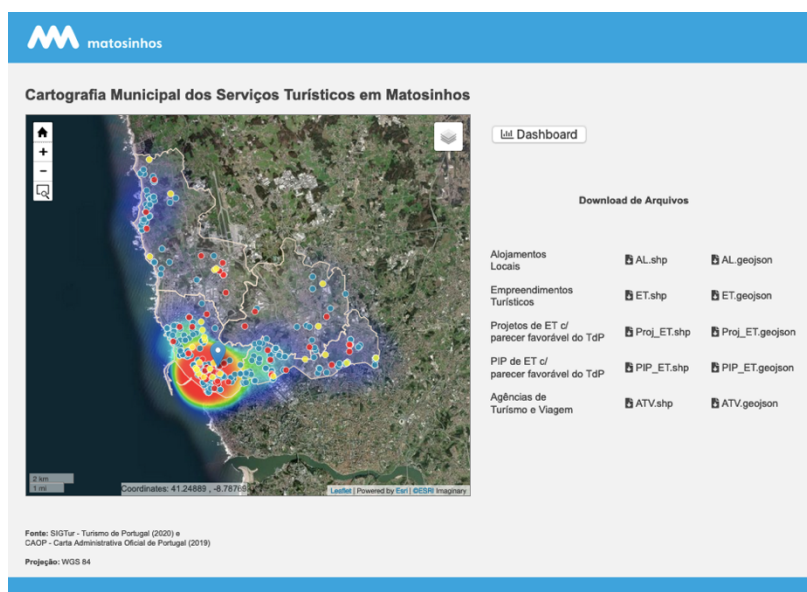 matosinhos
Cartografia Municipal dos Serviços Turísticos em Matosinhos
Dashboard
Download de Arquivos
Alojamentos
Locais
AL.shp
AL.geojson
Empreendimentos
Turísticos
ET.shp
ET.geojson
Projetos de ET c/
parecer favorável do TdP
Proj_ET.shp
Proj_ET.geojson
PIP de ET c/
parecer favorável do TdP
PIP_ET.shp
PIP_ET.geojson
Agências de
Turismo e Viagem
ATV.shp
ATV.geojson
+
−
2 km
1 mi
Coordinates: 41.24889 , -8.78769
Leaflet | Powered by Esri | ©ESRI Imaginary
Fonte: SIGTur - Turismo de Portugal (2020) e
CAOP - Carta Administrativa Oficial de Portugal (2019)
Projeção: WGS 84